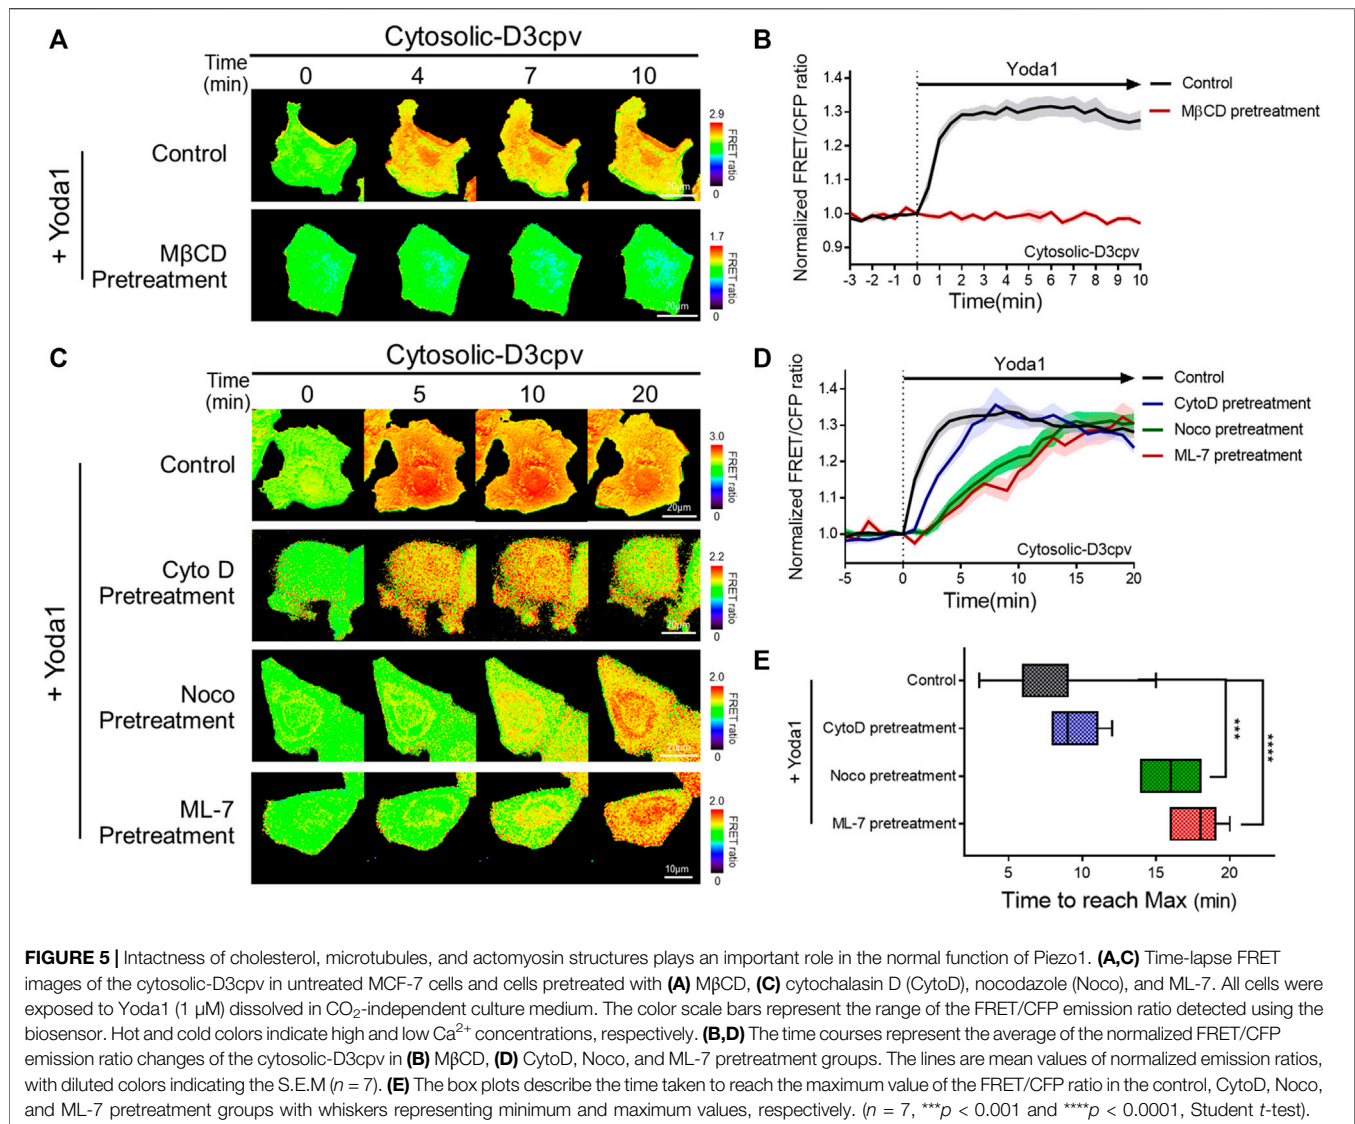 A
Cytosolic-D3cpv
Time
(min)
0 4 7 10
+ Yoda1
Control
2.9
FRET ratio
0
20µm
MβCD
Pretreatment
1.7
FRET ratio
0
20µm
B
Normalized FRET/CFP ratio
1.4
1.3
1.2
1.1
1.0
0.9
Yoda1
Control
MβCD pretreatment
Cytosolic-D3cpv
-3 -2 -1 0 1 2 3 4 5 6 7 8 9 10
Time(min)
C
Cytosolic-D3cpv
Time
(min)
0 5 10 20
+ Yoda1
Control
3.0
FRET ratio
0
20µm
Cyto D
Pretreatment
2.2
FRET ratio
0
20µm
Noco
Pretreatment
2.0
FRET ratio
0
20µm
ML-7
Pretreatment
2.0
FRET ratio
0
10µm
D
Normalized FRET/CFP ratio
1.4
1.3
1.2
1.1
1.0
Yoda1
Control
CytoD pretreatment
Noco pretreatment
ML-7 pretreatment
Cytosolic-D3cpv
-5 0 5 10 15 20
Time(min)
E
+ Yoda1
Control
CytoD pretreatment
Noco pretreatment
ML-7 pretreatment
***
****
5 10 15 20
Time to reach Max (min)
FIGURE 5 | Intactness of cholesterol, microtubules, and actomyosin structures plays an important role in the normal function of Piezo1. (A,C) Time-lapse FRET
images of the cytosolic-D3cpv in untreated MCF-7 cells and cells pretreated with (A) MβCD, (C) cytochalasin D (CytoD), nocodazole (Noco), and ML-7. All cells were
exposed to Yoda1 (1 µM) dissolved in CO₂-independent culture medium. The color scale bars represent the range of the FRET/CFP emission ratio detected using the
biosensor. Hot and cold colors indicate high and low Ca²⁺ concentrations, respectively. (B,D) The time courses represent the average of the normalized FRET/CFP
emission ratio changes of the cytosolic-D3cpv in (B) MβCD, (D) CytoD, Noco, and ML-7 pretreatment groups. The lines are mean values of normalized emission ratios,
with diluted colors indicating the S.E.M (n = 7). (E) The box plots describe the time taken to reach the maximum value of the FRET/CFP ratio in the control, CytoD, Noco,
and ML-7 pretreatment groups with whiskers representing minimum and maximum values, respectively. (n = 7, ***p < 0.001 and ****p < 0.0001, Student t-test).